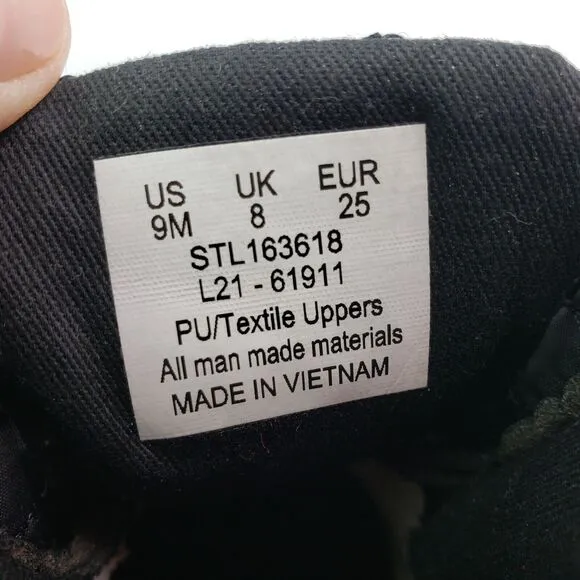 US UK EUR
9M 8 25
STL163618
L21 - 61911
PU/Textile Uppers
All man made materials
MADE IN VIETNAM